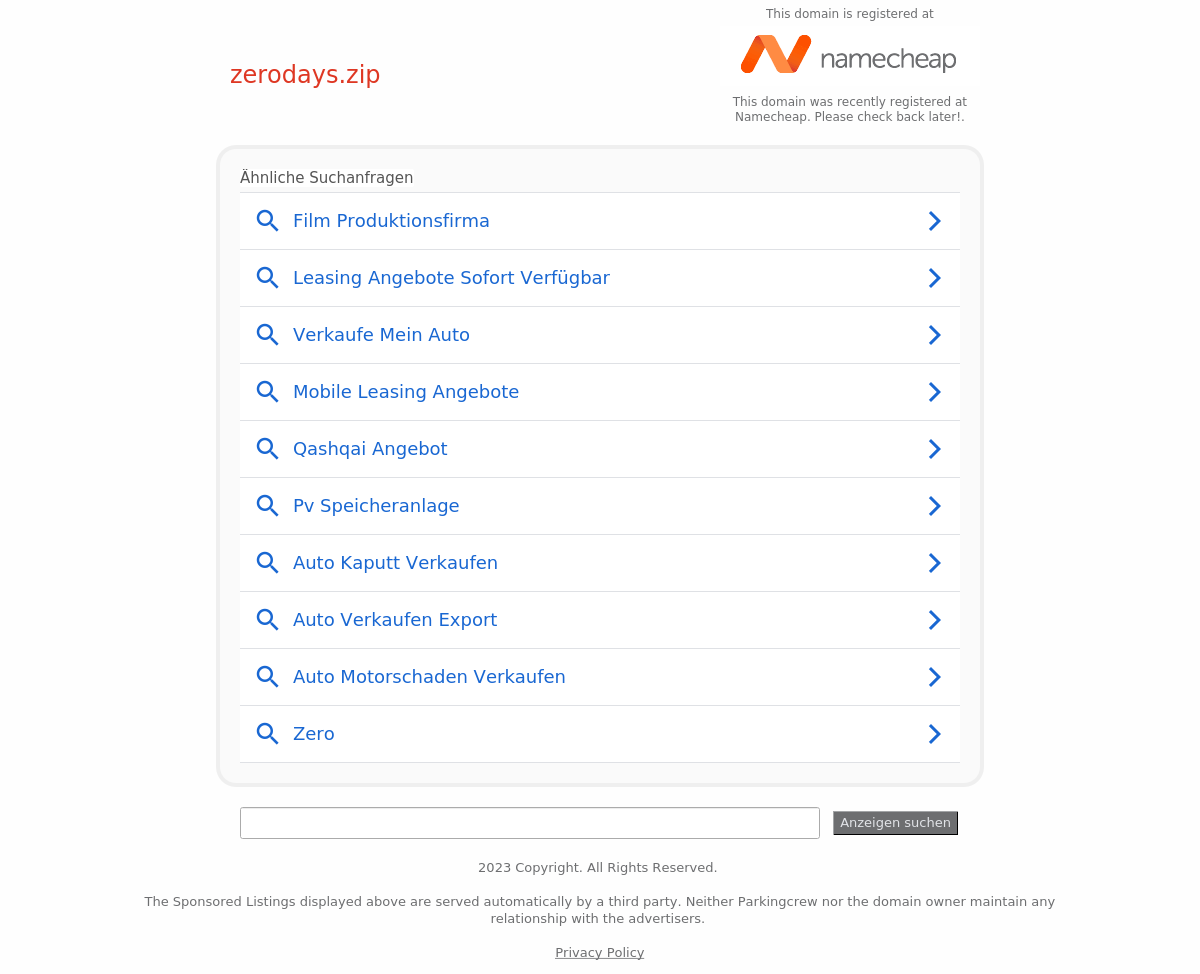 This domain is registered at
namecheap
zerodays.zip
This domain was recently registered at
Namecheap. Please check back later!.
Ähnliche Suchanfragen
Film Produktionsfirma
Leasing Angebote Sofort Verfügbar
Verkaufe Mein Auto
Mobile Leasing Angebote
Qashqai Angebot
Pv Speicheranlage
Auto Kaputt Verkaufen
Auto Verkaufen Export
Auto Motorschaden Verkaufen
Zero
Anzeigen suchen
2023 Copyright. All Rights Reserved.
The Sponsored Listings displayed above are served automatically by a third party. Neither Parkingcrew nor the domain owner maintain any
relationship with the advertisers.
Privacy Policy